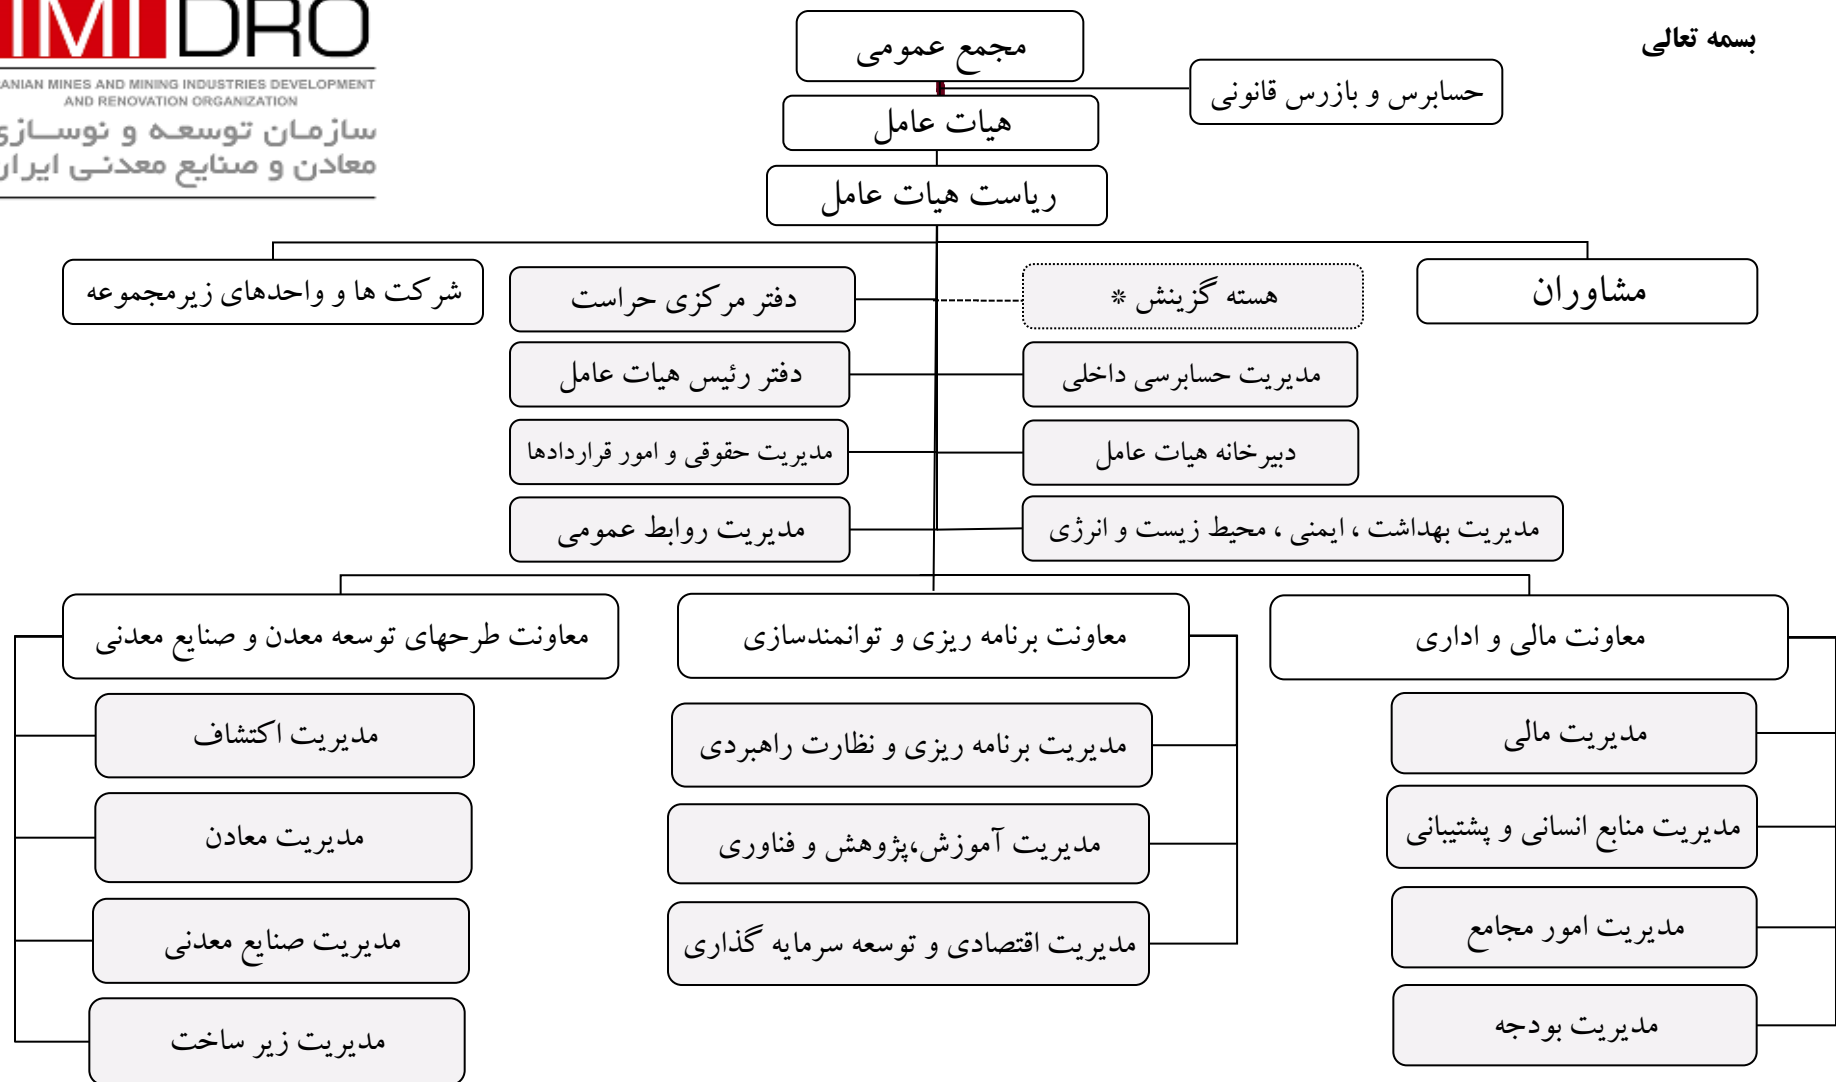 بسمه تعالی
IMIDRO
IRANIAN MINES AND MINING INDUSTRIES DEVELOPMENT
AND RENOVATION ORGANIZATION
سازمان توسعه و نوسازی
معادن و صنایع معدنی ایران
مجمع عمومی
حسابرس و بازرس قانونی
هیات عامل
ریاست هیات عامل
مشاوران
شرکت ها و واحدهای زیرمجموعه
هسته گزینش *
دفتر مرکزی حراست
مدیریت حسابرسی داخلی
دفتر رئیس هیات عامل
دبیرخانه هیات عامل
مدیریت حقوقی و امور قراردادها
مدیریت بهداشت ، ایمنی ، محیط زیست و انرژی
مدیریت روابط عمومی
معاونت مالی و اداری
مدیریت مالی
مدیریت منابع انسانی و پشتیبانی
مدیریت امور مجامع
مدیریت بودجه
معاونت برنامه ریزی و توانمندسازی
مدیریت برنامه ریزی و نظارت راهبردی
مدیریت آموزش،پژوهش و فناوری
مدیریت اقتصادی و توسعه سرمایه گذاری
معاونت طرحهای توسعه معدن و صنایع معدنی
مدیریت اکتشاف
مدیریت معادن
مدیریت صنایع معدنی
مدیریت زیر ساخت